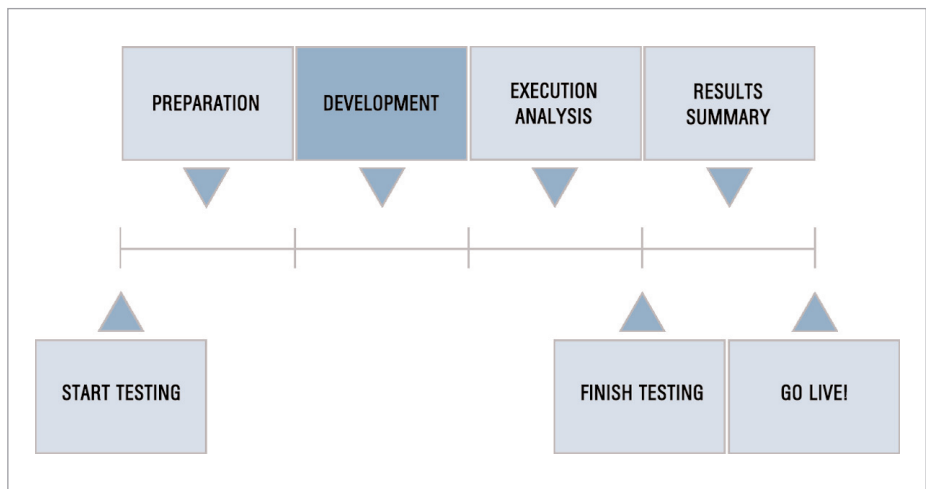 PREPARATION
DEVELOPMENT
EXECUTION
ANALYSIS
RESULTS
SUMMARY
START TESTING
FINISH TESTING
GO LIVE!